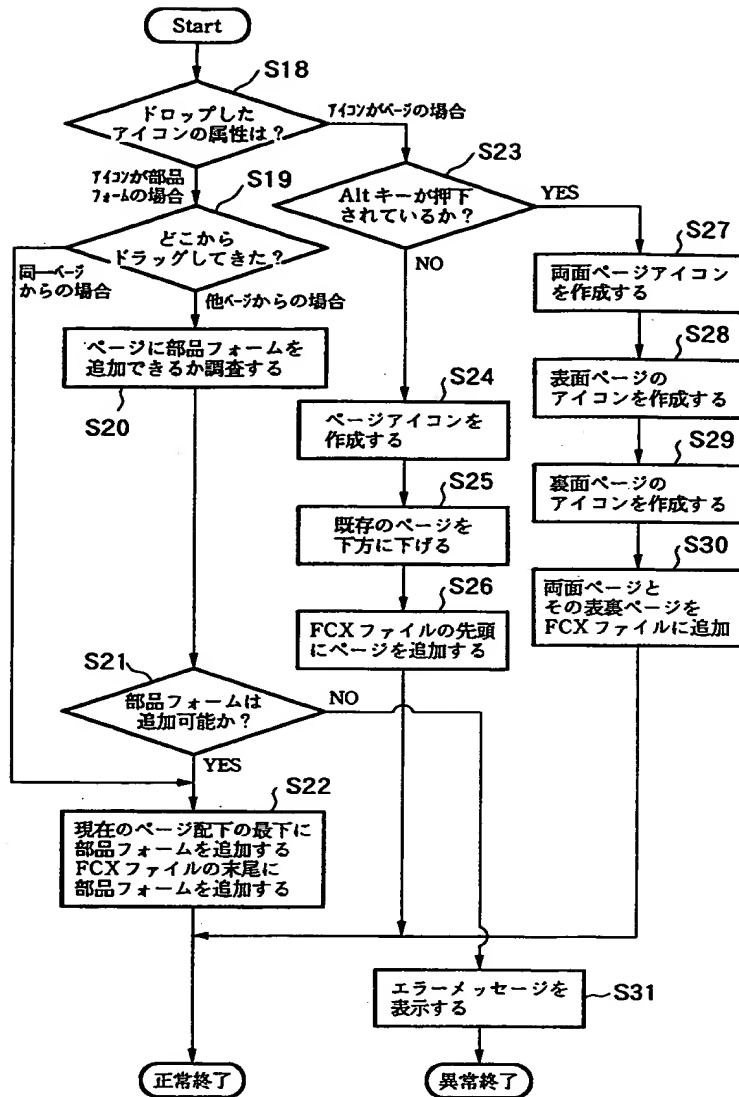 Start
S18
ドロップした
アイコンの属性は？
アイコンがページの場合
アイコンが部品
フォームの場合
S19
どこから
ドラッグしてきた？
同一ページ
からの場合
他ページからの場合
ページに部品フォームを
追加できるか調査する
S20
S21
部品フォームは
追加可能か？
NO
YES
S22
現在のページ配下の最下に
部品フォームを追加する
FCXファイルの末尾に
部品フォームを追加する
正常終了
S23
Altキーが押下
されているか？
YES
NO
S24
ページアイコンを
作成する
S25
既存のページを
下方に下げる
S26
FCXファイルの先頭
にページを追加する
S27
両面ページアイコン
を作成する
S28
表面ページの
アイコンを作成する
S29
裏面ページの
アイコンを作成する
S30
両面ページと
その表裏ページを
FCXファイルに追加
エラーメッセージを
表示する
S31
異常終了